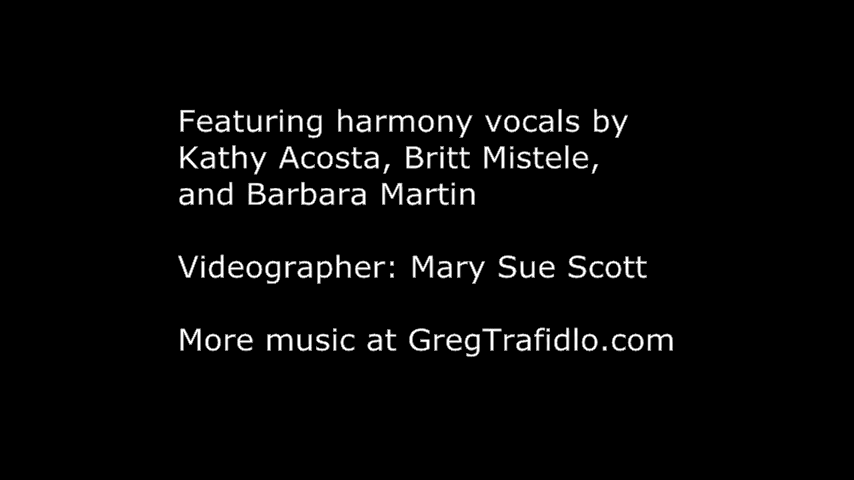 Featuring harmony vocals by
Kathy Acosta, Britt Mistele,
and Barbara Martin
Videographer: Mary Sue Scott
More music at GregTrafidlo.com